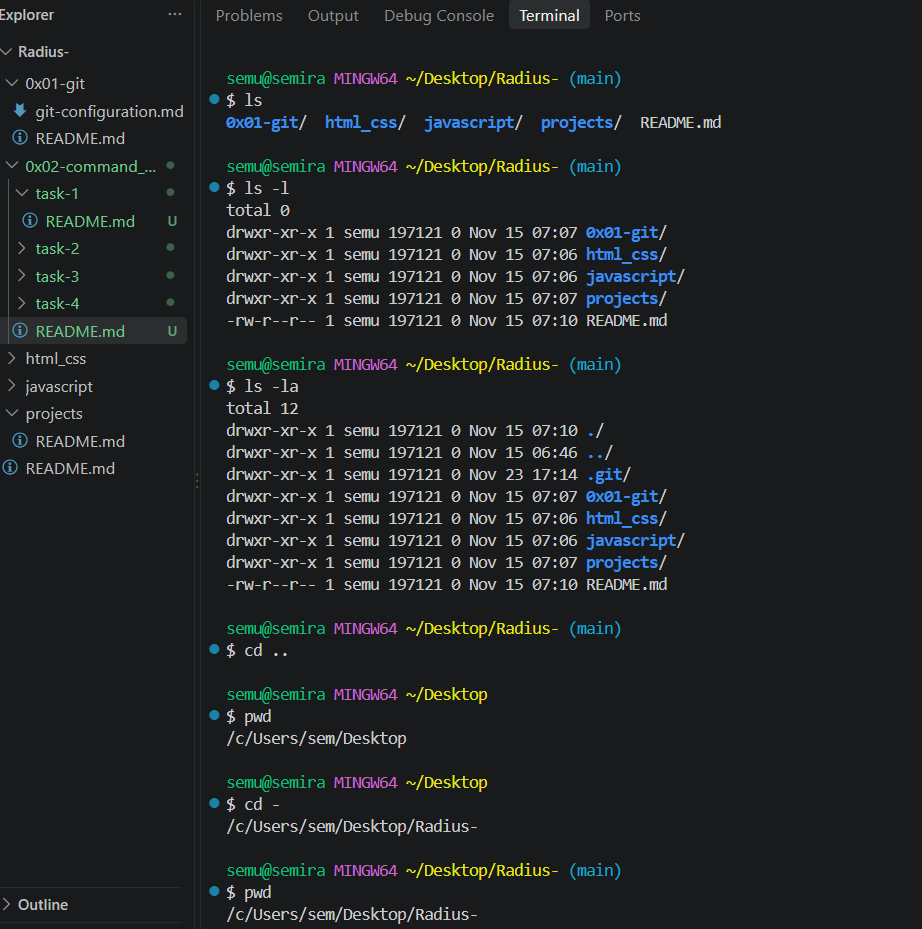 Explorer ...
Radius-
0x01-git
git-configuration.md
README.md
0x02-command_...
task-1
README.md U
task-2
task-3
task-4
README.md U
html_css
javascript
projects
README.md
README.md
Outline
Problems Output Debug Console Terminal Ports
semu@semira MINGW64 ~/Desktop/Radius- (main)
$ ls
0x01-git/ html_css/ javascript/ projects/ README.md
semu@semira MINGW64 ~/Desktop/Radius- (main)
$ ls -l
total 0
drwxr-xr-x 1 semu 197121 0 Nov 15 07:07 0x01-git/
drwxr-xr-x 1 semu 197121 0 Nov 15 07:06 html_css/
drwxr-xr-x 1 semu 197121 0 Nov 15 07:06 javascript/
drwxr-xr-x 1 semu 197121 0 Nov 15 07:07 projects/
-rw-r--r-- 1 semu 197121 0 Nov 15 07:10 README.md
semu@semira MINGW64 ~/Desktop/Radius- (main)
$ ls -la
total 12
drwxr-xr-x 1 semu 197121 0 Nov 15 07:10 ./
drwxr-xr-x 1 semu 197121 0 Nov 15 06:46 ../
drwxr-xr-x 1 semu 197121 0 Nov 23 17:14 .git/
drwxr-xr-x 1 semu 197121 0 Nov 15 07:07 0x01-git/
drwxr-xr-x 1 semu 197121 0 Nov 15 07:06 html_css/
drwxr-xr-x 1 semu 197121 0 Nov 15 07:06 javascript/
drwxr-xr-x 1 semu 197121 0 Nov 15 07:07 projects/
-rw-r--r-- 1 semu 197121 0 Nov 15 07:10 README.md
semu@semira MINGW64 ~/Desktop/Radius- (main)
$ cd ..
semu@semira MINGW64 ~/Desktop
$ pwd
/c/Users/sem/Desktop
semu@semira MINGW64 ~/Desktop
$ cd -
/c/Users/sem/Desktop/Radius-
semu@semira MINGW64 ~/Desktop/Radius- (main)
$ pwd
/c/Users/sem/Desktop/Radius-